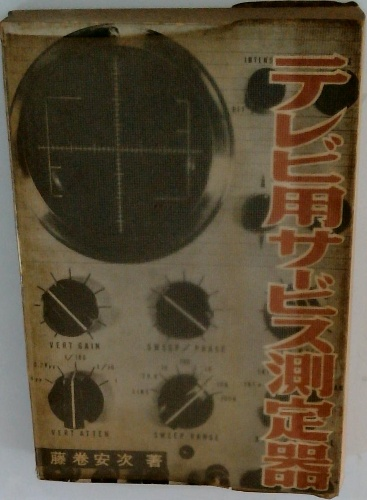 テレビ用サービス測定器
INTENS
VERT GAIN
SWEEP/PHASE
VERT ATTEN
SWEEP RANGE
藤巻安次 著